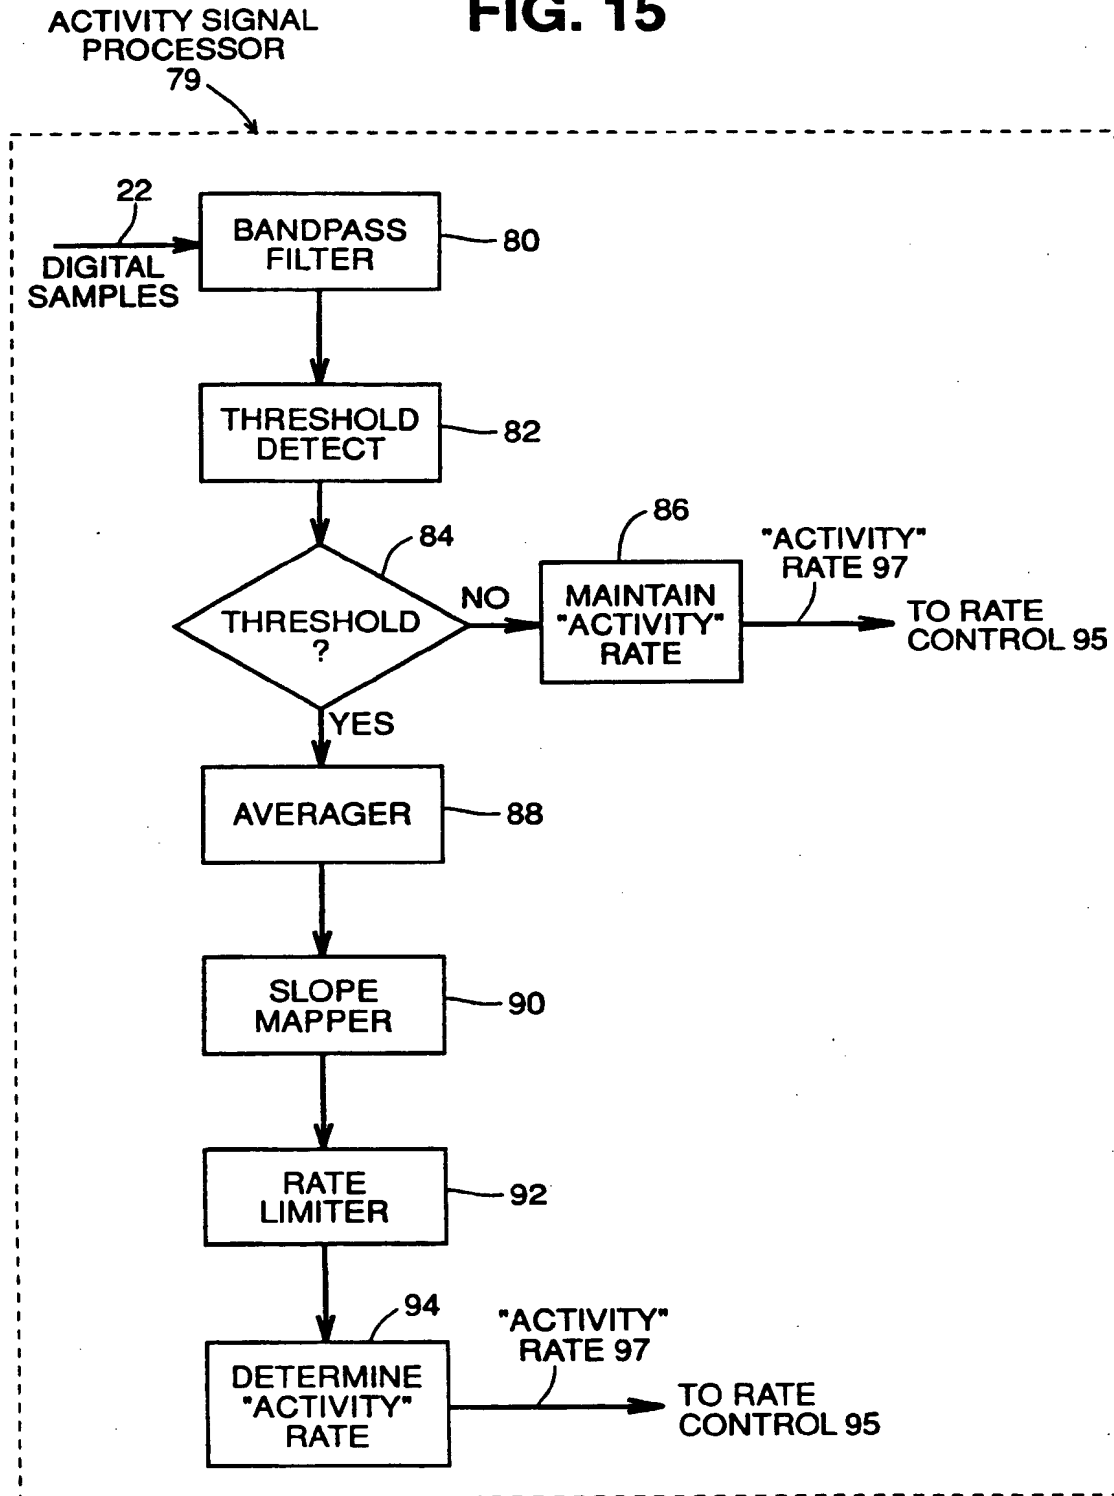 FIG. 15
ACTIVITY SIGNAL
PROCESSOR
79
22
DIGITAL
SAMPLES
BANDPASS
FILTER
80
THRESHOLD
DETECT
82
84
THRESHOLD
?
NO
YES
86
MAINTAIN
"ACTIVITY"
RATE
"ACTIVITY"
RATE 97
TO RATE
CONTROL 95
AVERAGER
88
SLOPE
MAPPER
90
RATE
LIMITER
92
94
DETERMINE
"ACTIVITY"
RATE
"ACTIVITY"
RATE 97
TO RATE
CONTROL 95